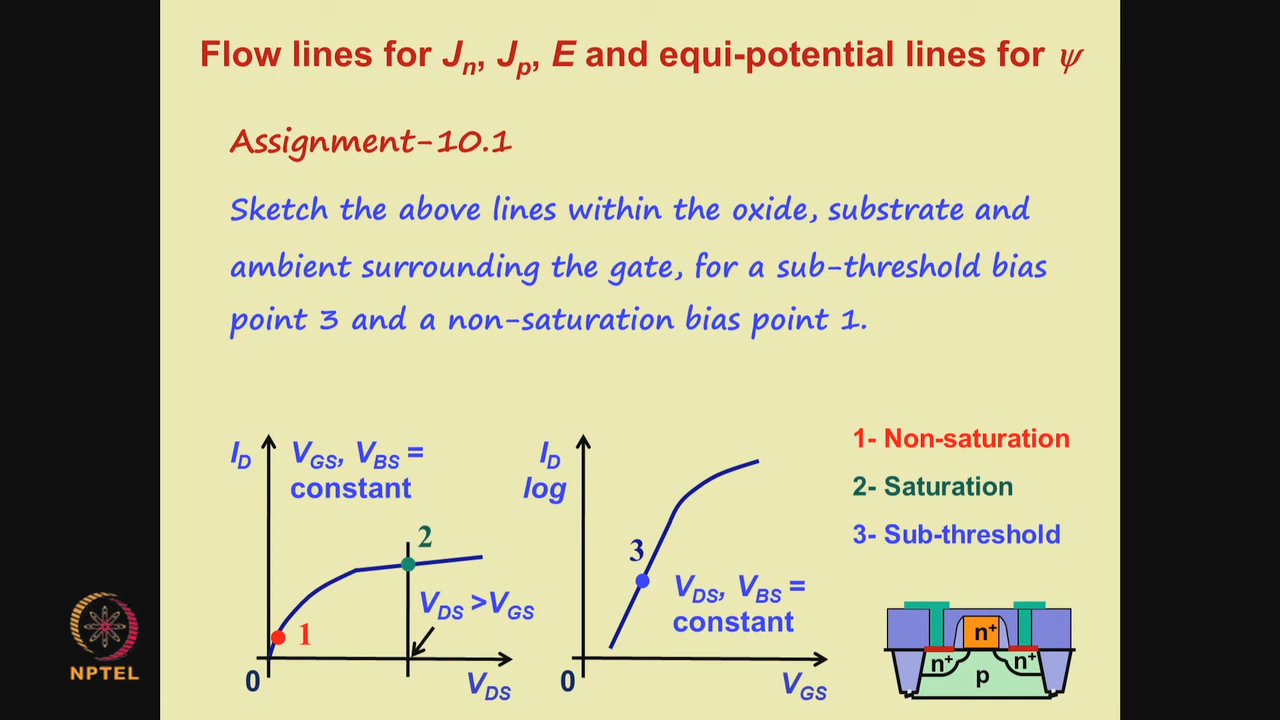 Flow lines for Jn, Jp, E and equi-potential lines for ψ
Assignment-10.1
Sketch the above lines within the oxide, substrate and
ambient surrounding the gate, for a sub-threshold bias
point 3 and a non-saturation bias point 1.
ID
VGS, VBS =
constant
2
1
VDS >VGS
0
VDS
ID
log
3
VDS, VBS =
constant
0
VGS
1- Non-saturation
2- Saturation
3- Sub-threshold
n+
n+
n+
p
NPTEL